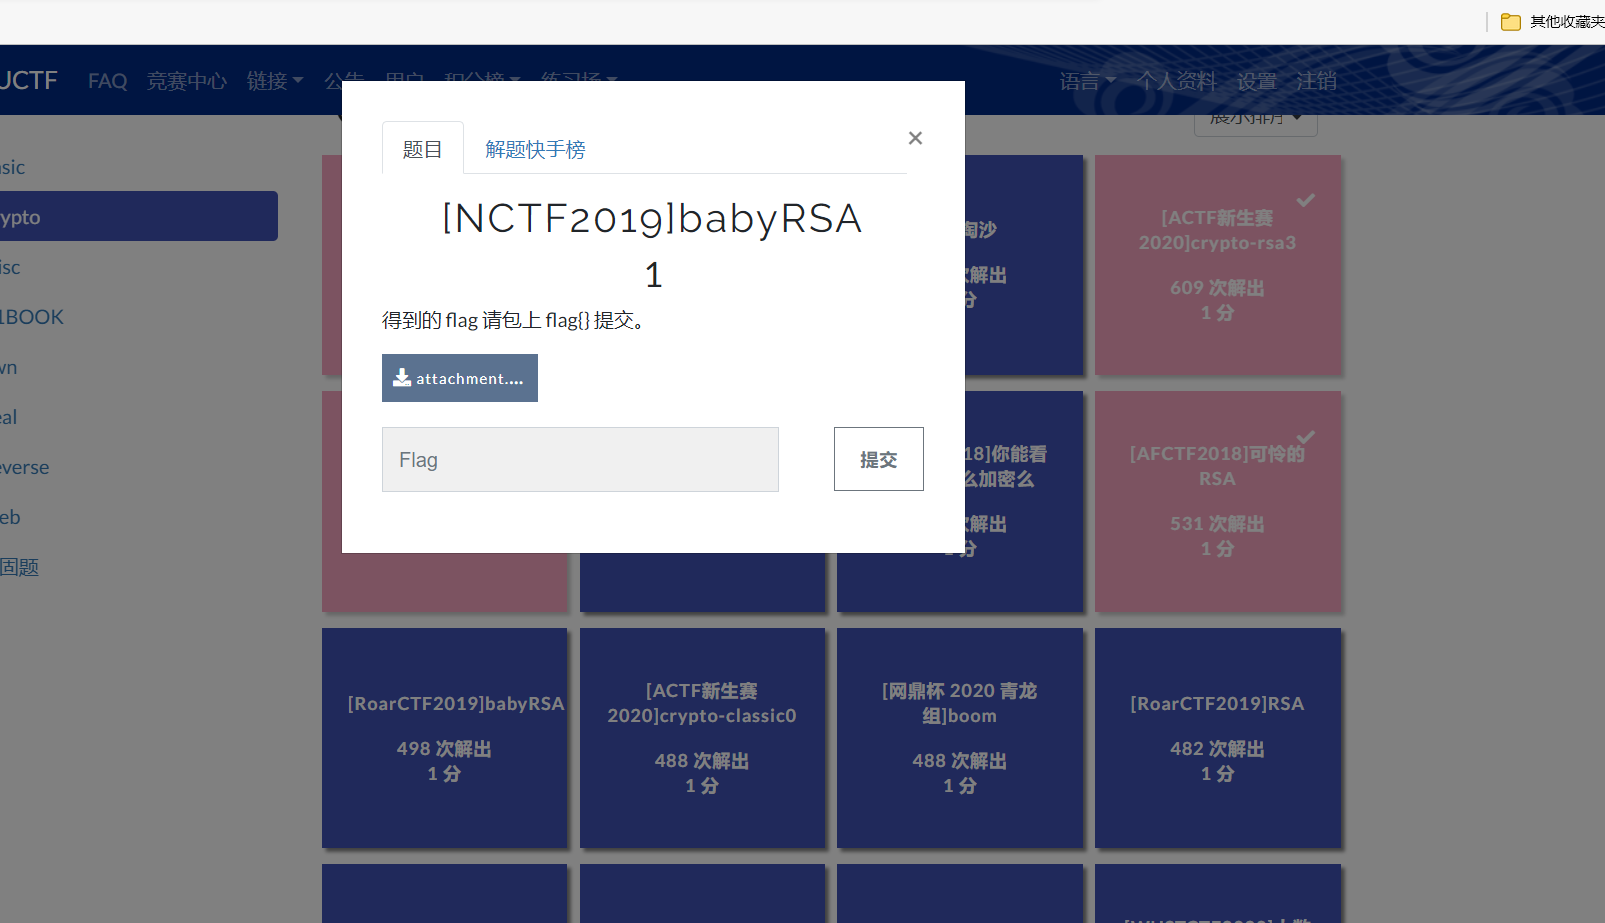 其他收藏夹
UCTF
FAQ
竞赛中心
链接
公告
用户
积分榜
练习场
语言
个人资料
设置
注销
sic
ypto
isc
1BOOK
wn
eal
everse
eb
固题
展示排序
题目
解题快手榜
×
[NCTF2019]babyRSA
1
得到的 flag 请包上 flag{} 提交。
attachment....
Flag
提交
淘沙
次解出
分
[ACTF新生赛
2020]crypto-rsa3
609 次解出
1 分
18]你能看
么加密么
次解出
1 分
[AFCTF2018]可怜的
RSA
531 次解出
1 分
[RoarCTF2019]babyRSA
498 次解出
1 分
[ACTF新生赛
2020]crypto-classic0
488 次解出
1 分
[网鼎杯 2020 青龙
组]boom
488 次解出
1 分
[RoarCTF2019]RSA
482 次解出
1 分